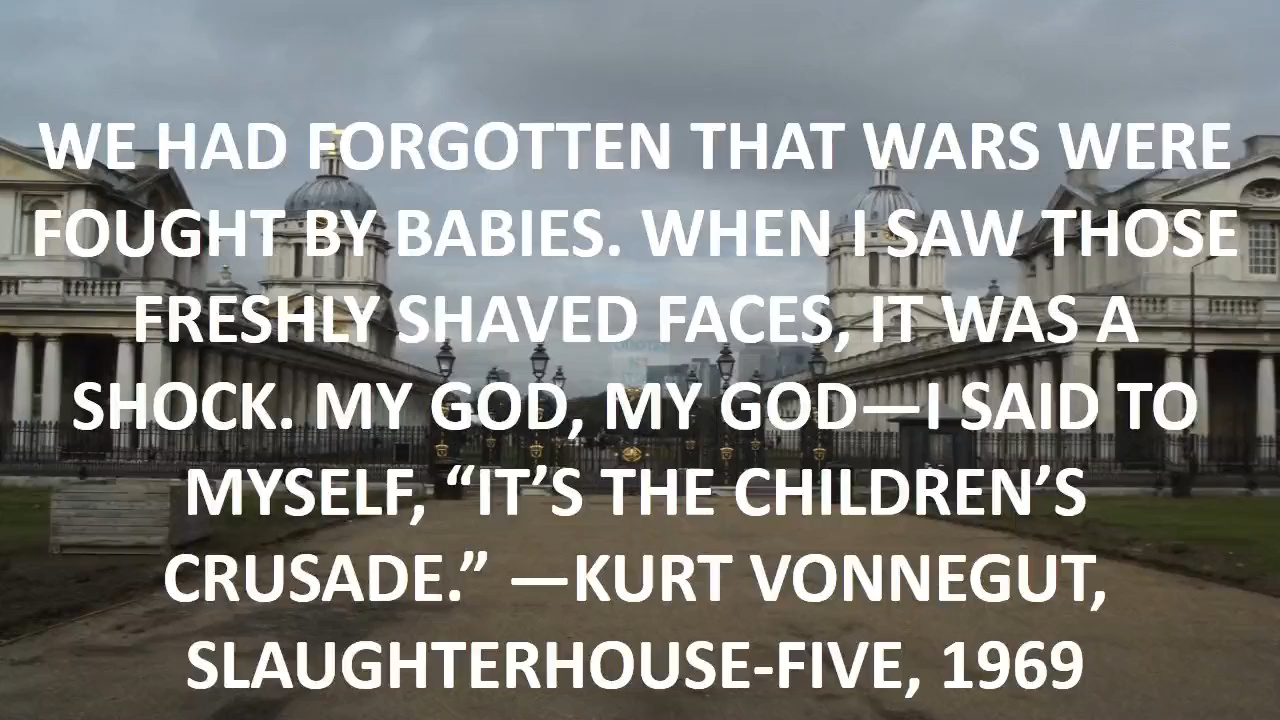 WE HAD FORGOTTEN THAT WARS WERE
FOUGHT BY BABIES. WHEN I SAW THOSE
FRESHLY SHAVED FACES, IT WAS A
SHOCK. MY GOD, MY GOD—I SAID TO
MYSELF, “IT’S THE CHILDREN’S
CRUSADE.” —KURT VONNEGUT,
SLAUGHTERHOUSE-FIVE, 1969